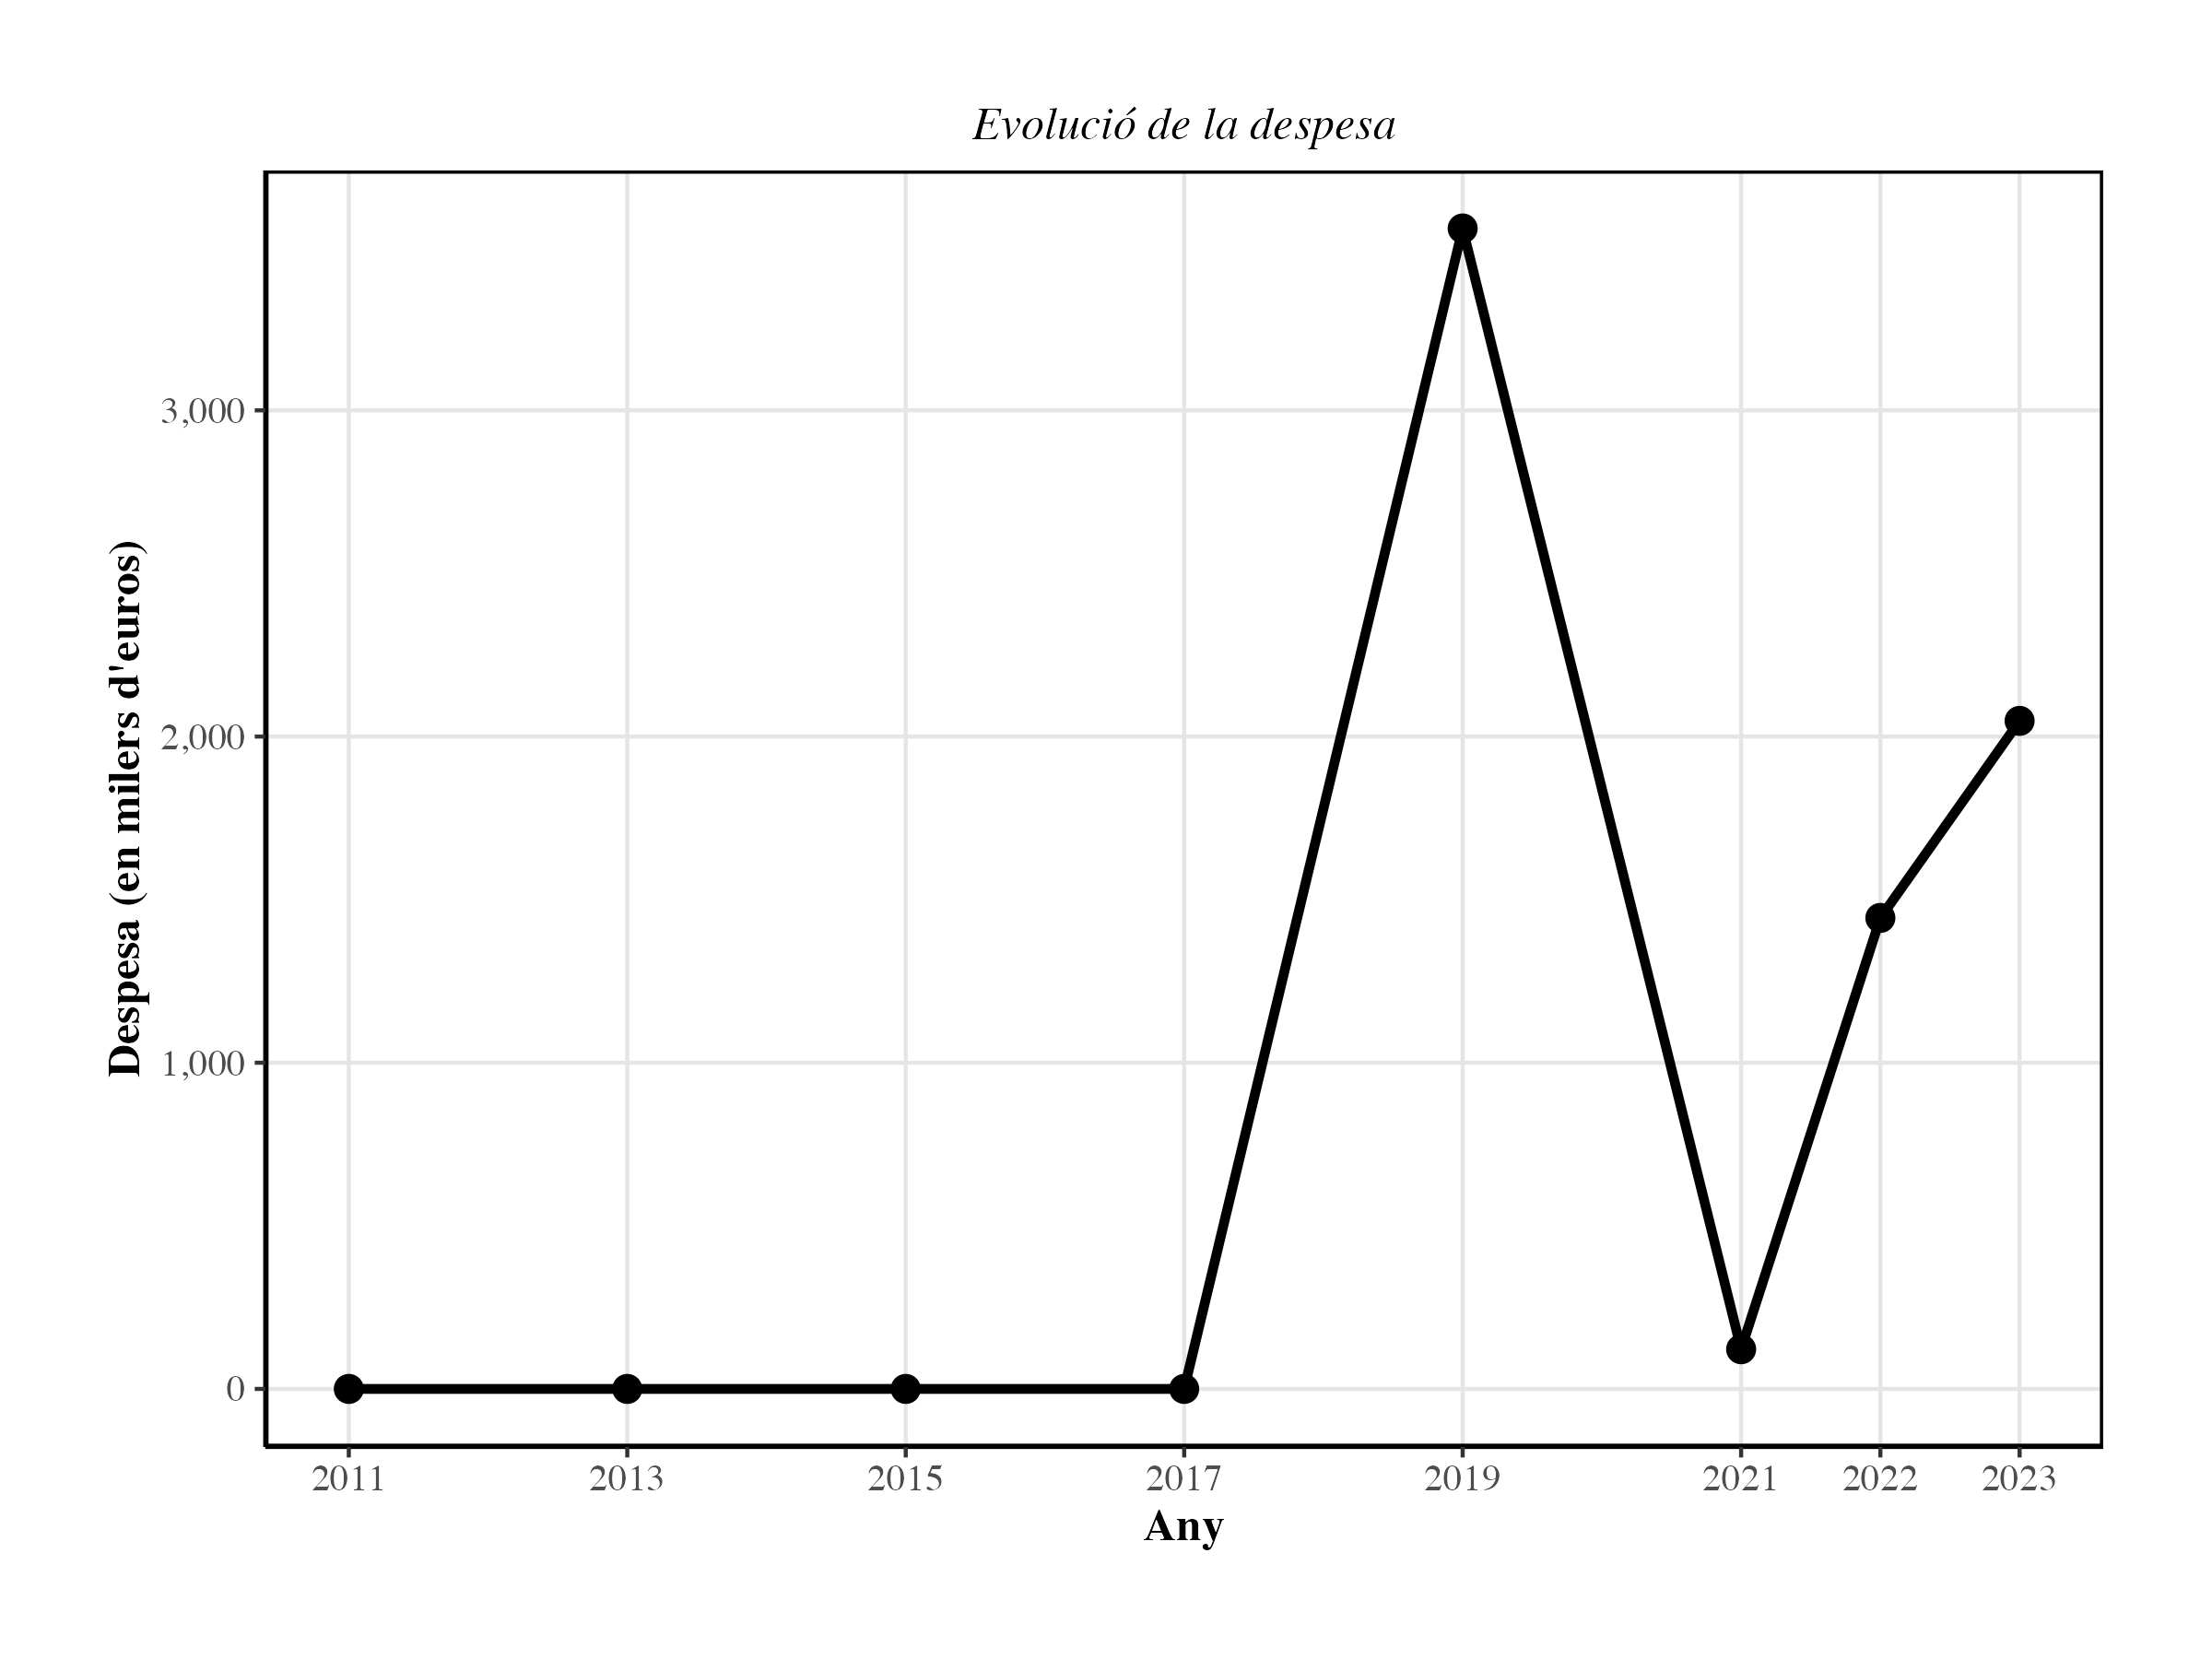 Evolució de la despesa
Despesa (en milers d'euros)
3,000
2,000
1,000
0
2011 2013 2015 2017 2019 2021 2022 2023
Any